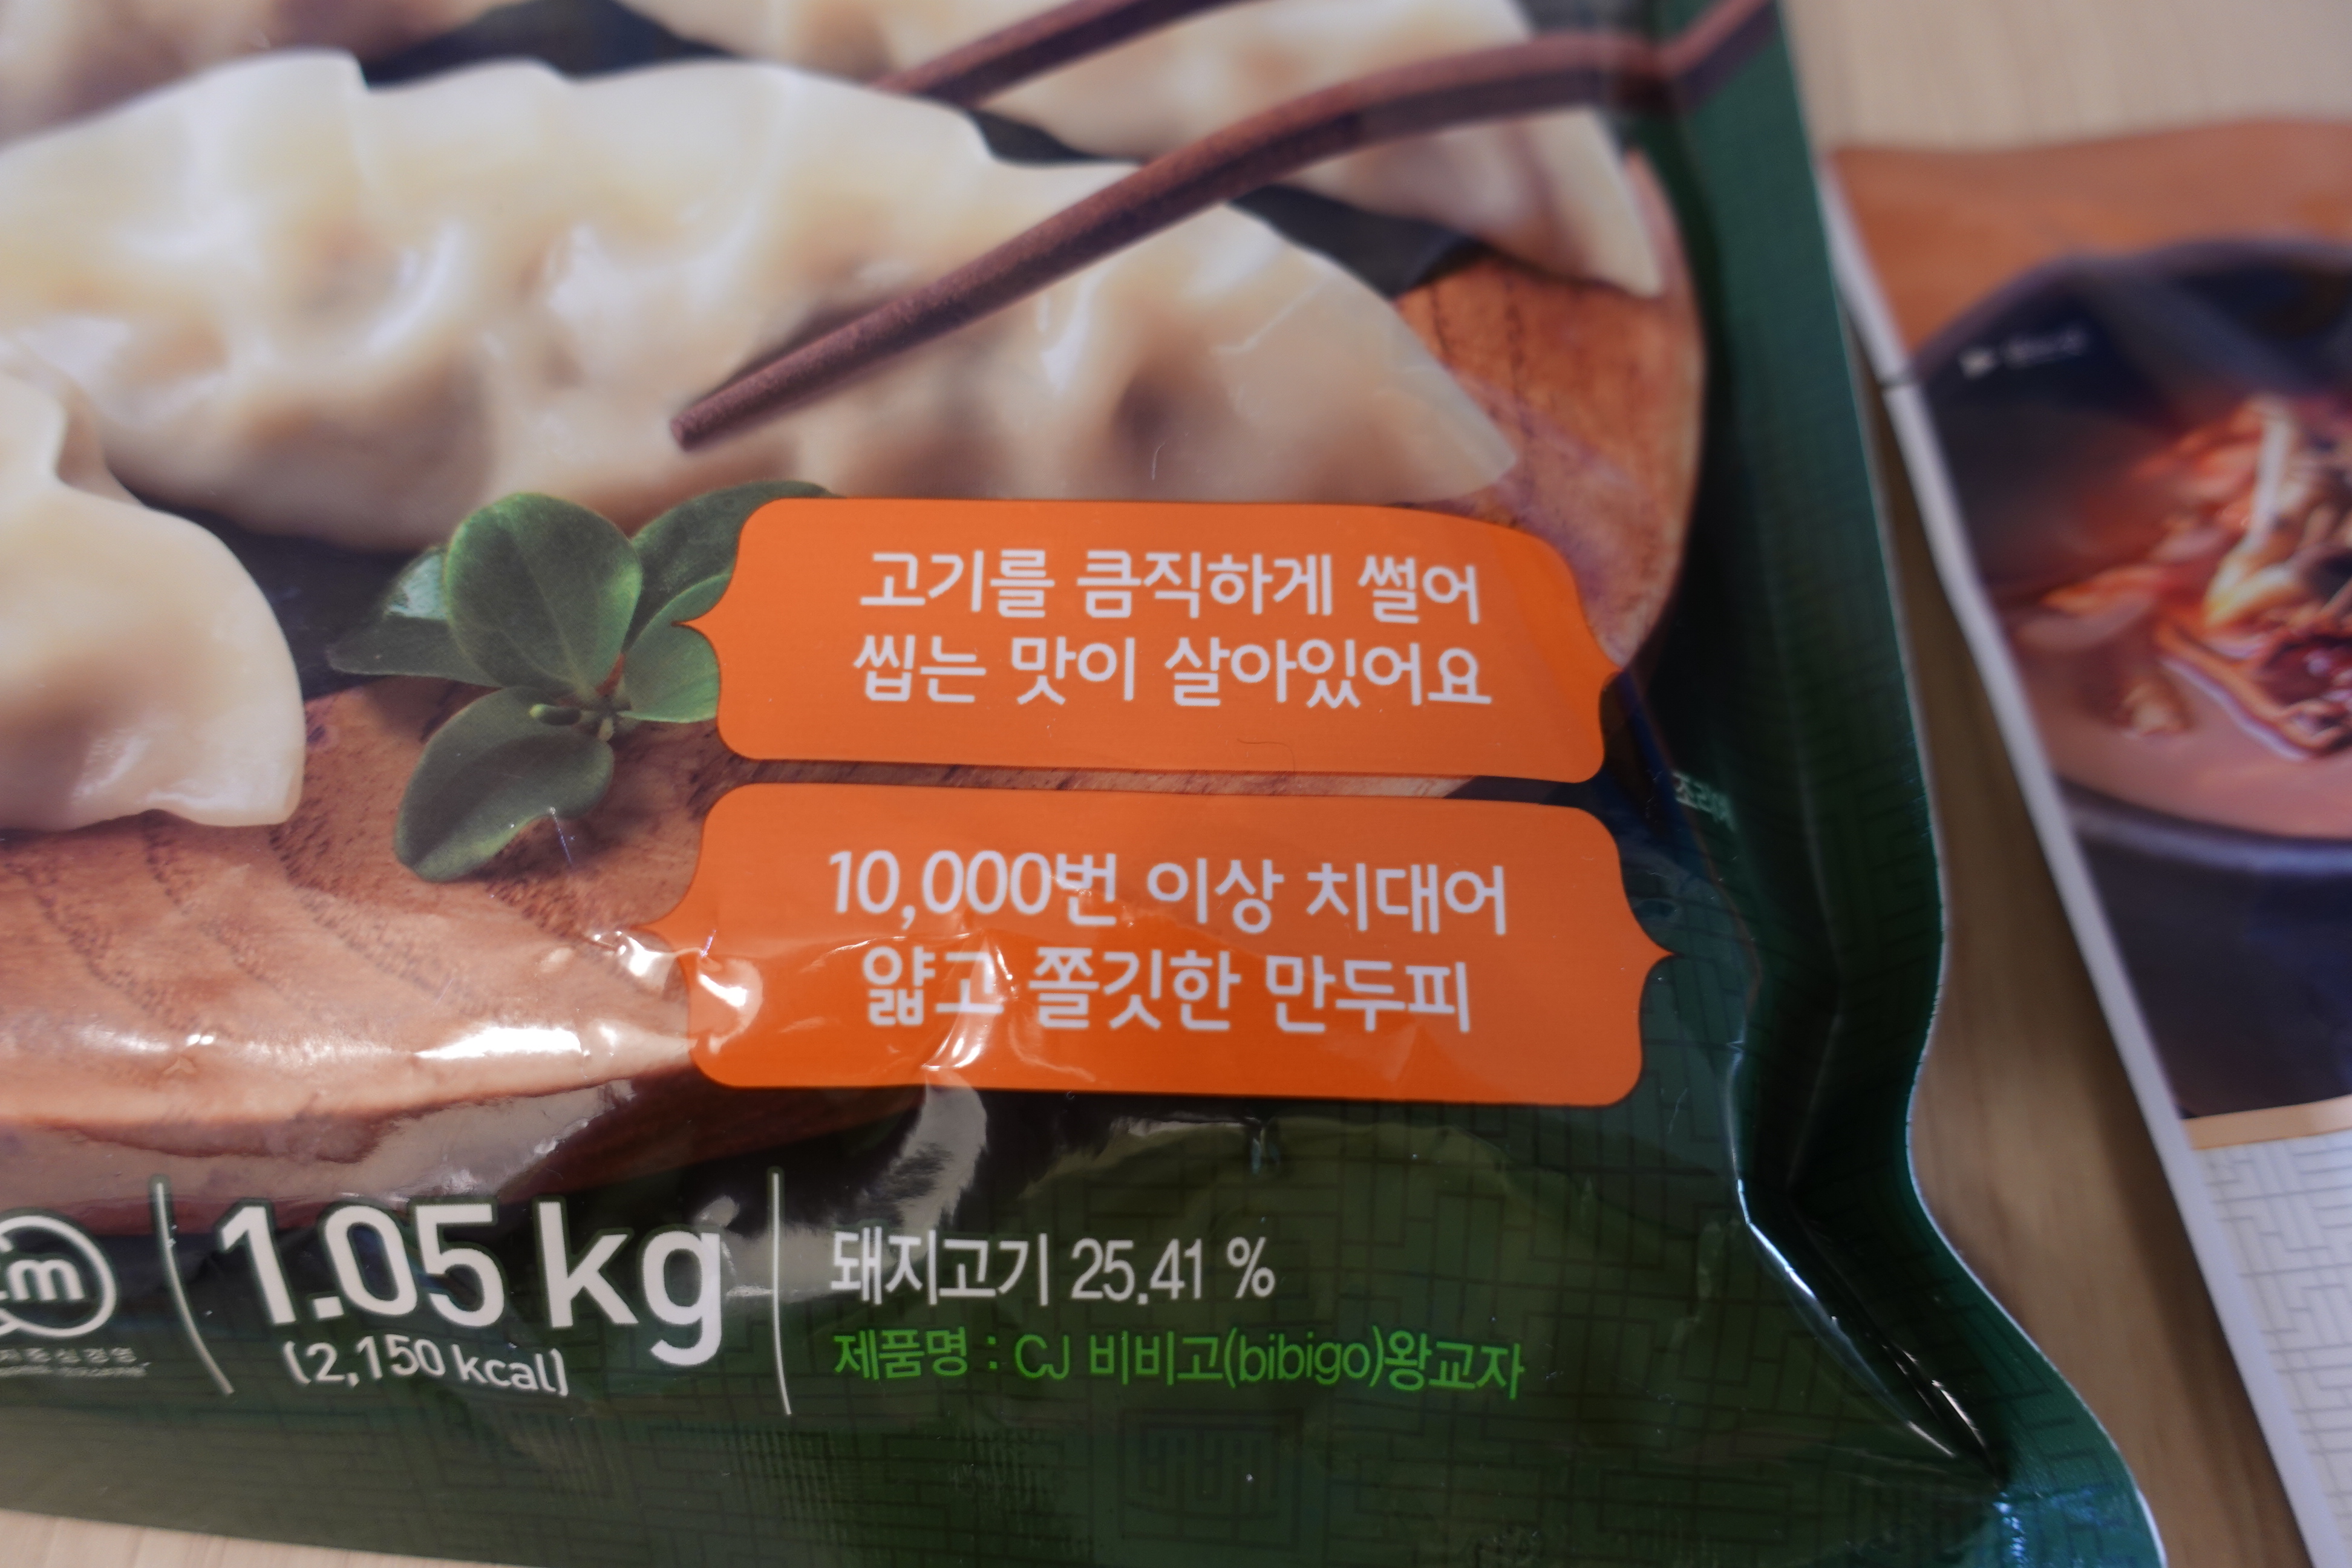 고기를 큼직하게 썰어
씹는 맛이 살아있어요
10,000번 이상 치대어
얇고 쫄깃한 만두피
1.05 kg
(2,150 kcal)
돼지고기 25.41 %
제품명 : CJ 비비고(bibigo)왕교자